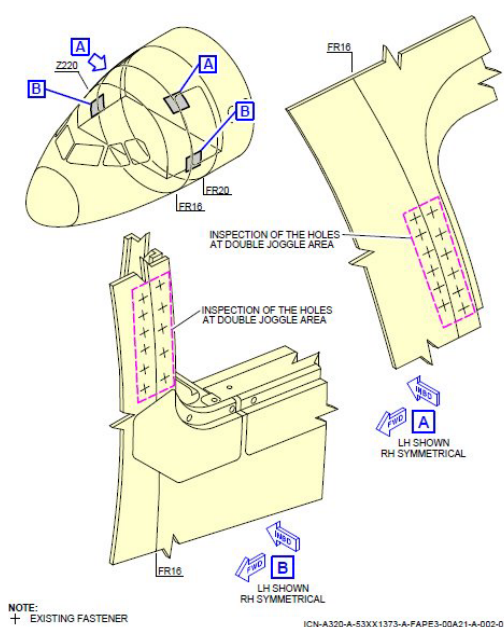 A
Z220
A
B
B
FR20
FR16
FR16
INSPECTION OF THE HOLES
AT DOUBLE JOGGLE AREA
INSPECTION OF THE HOLES
AT DOUBLE JOGGLE AREA
INBD
FWD
A
LH SHOWN
RH SYMMETRICAL
FR16
INBD
FWD
B
LH SHOWN
RH SYMMETRICAL
NOTE:
+ EXISTING FASTENER
ICN-A320-A-53XX1373-A-FAPE3-00A21-A-002-0